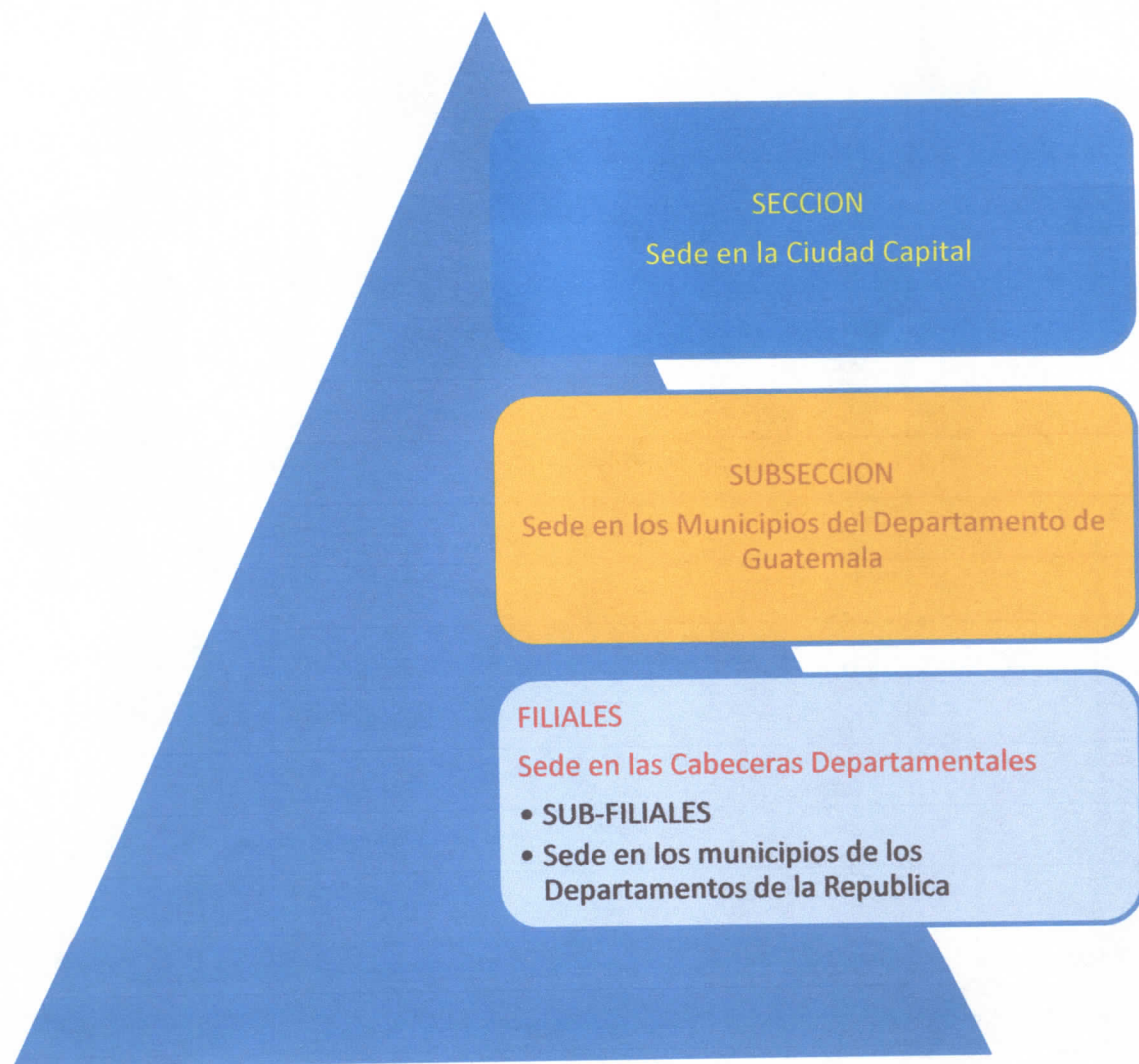 SECCION
Sede en la Ciudad Capital
SUBSECCION
Sede en los Municipios del Departamento de
Guatemala
FILIALES
Sede en las Cabeceras Departamentales
• SUB-FILIALES
• Sede en los municipios de los
Departamentos de la Republica